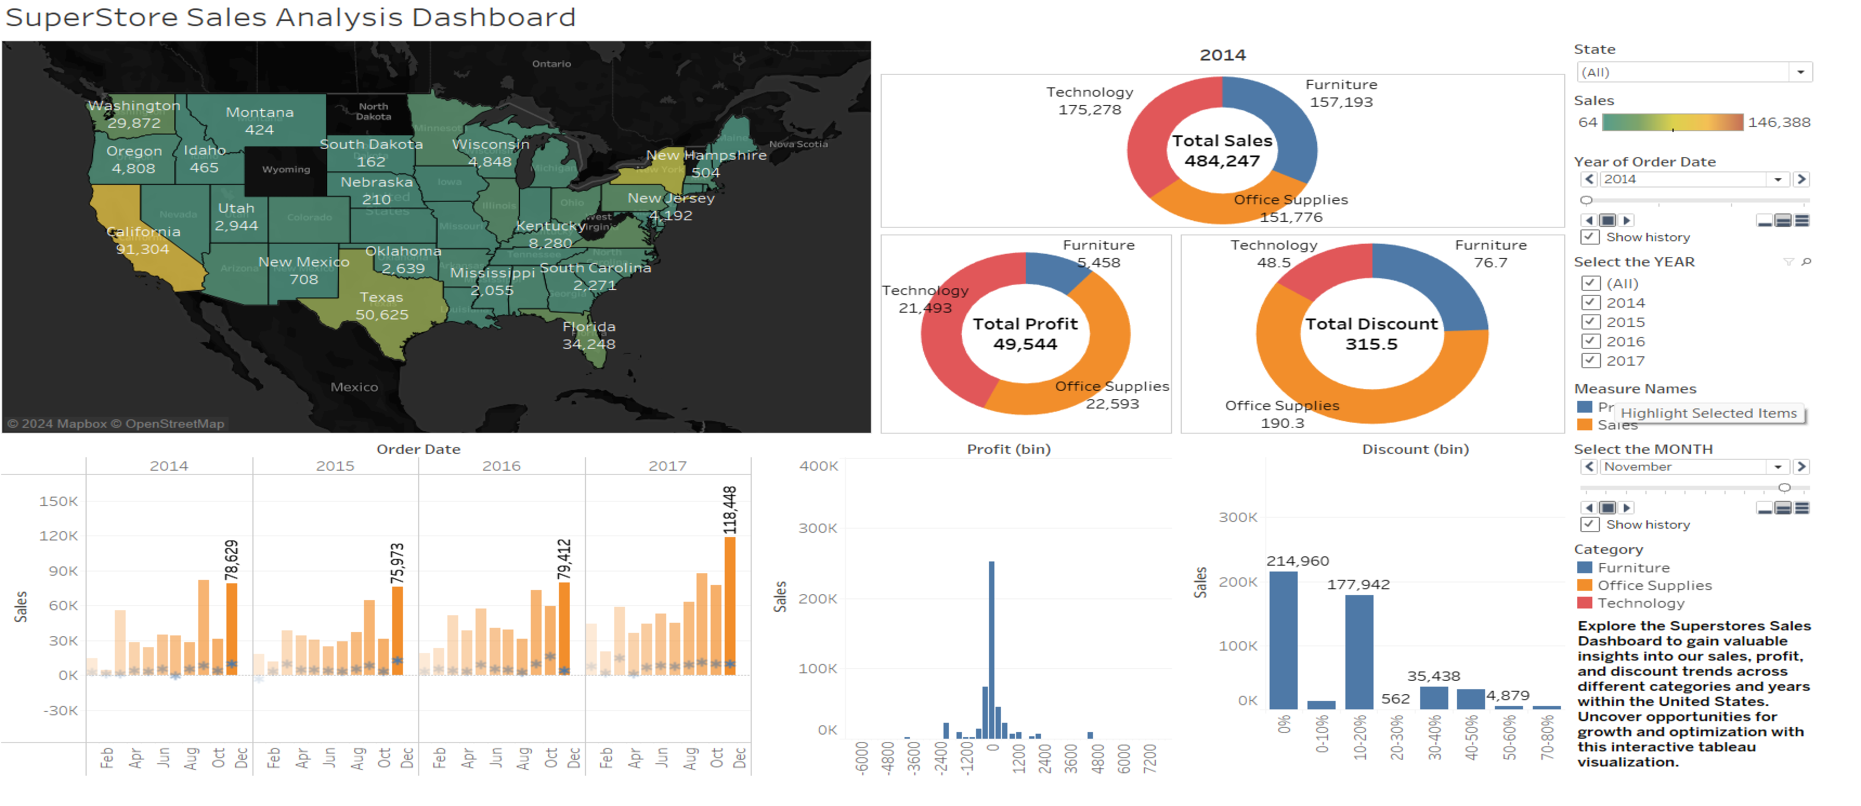 SuperStore Sales Analysis Dashboard
Ontario
Nova Scotia
Mexico
Washington
29,872
Montana
424
North
Dakota
Minnesota
Oregon
4,808
Idaho
465
South Dakota
162
Wisconsin
4,848
Michigan
Maine
New Hampshire
504
New York
Wyoming
Nebraska
210
Iowa
United
States
New Jersey
4,192
Nevada
Utah
2,944
Colorado
Illinois
Ohio
West
Virginia
California
91,304
Missouri
Kentucky
8,280
Arizona
New Mexico
708
Oklahoma
2,639
Tennessee
North
Mississippi
2,055
South Carolina
2,271
Georgia
Texas
50,625
Florida
34,248
© 2024 Mapbox © OpenStreetMap
2014
Technology
175,278
Furniture
157,193
Total Sales
484,247
Office Supplies
151,776
Furniture
5,458
Technology
21,493
Total Profit
49,544
Office Supplies
22,593
Technology
48.5
Furniture
76.7
Total Discount
315.5
Office Supplies
190.3
State
(All)
Sales
64 146,388
Year of Order Date
2014
Show history
Select the YEAR
(All)
2014
2015
2016
2017
Measure Names
Pr
Highlight Selected Items
Sales
Select the MONTH
November
Show history
Category
Furniture
Office Supplies
Technology
Explore the Superstores Sales
Dashboard to gain valuable
insights into our sales, profit,
and discount trends across
different categories and years
within the United States.
Uncover opportunities for
growth and optimization with
this interactive tableau
visualization.
Order Date
2014 2015 2016 2017
Sales
150K
120K
90K
60K
30K
0K
-30K
78,629
75,973
79,412
118,448
Feb Apr Jun Aug Oct Dec Feb Apr Jun Aug Oct Dec Feb Apr Jun Aug Oct Dec Feb Apr Jun Aug Oct Dec
Profit (bin)
Sales
400K
300K
200K
100K
0K
-6000 -4800 -3600 -2400 -1200 0 1200 2400 3600 4800 6000 7200
Discount (bin)
Sales
300K
200K
100K
0K
214,960
177,942
562
35,438
4,879
0% 0-10% 10-20% 20-30% 30-40% 40-50% 50-60% 70-80%